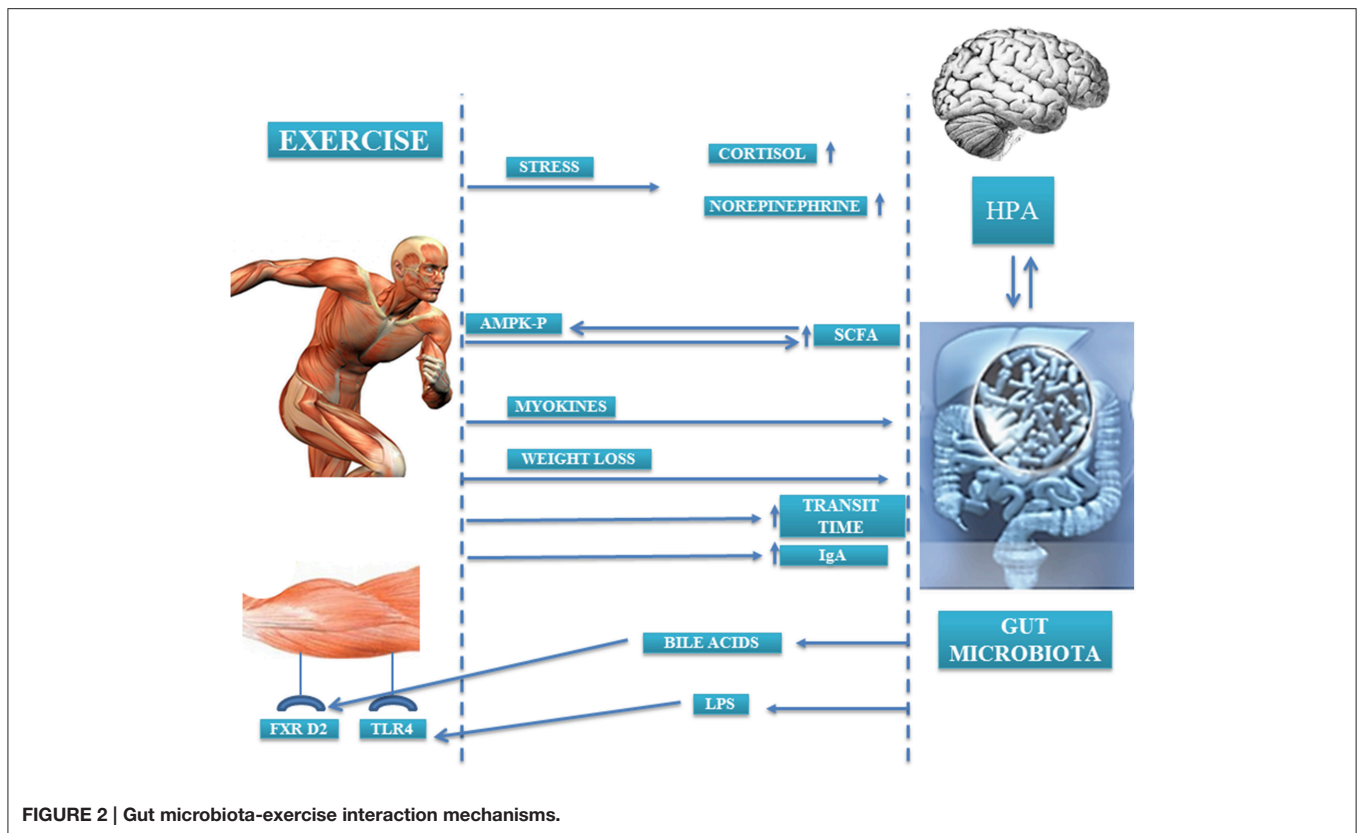 EXERCISE
STRESS
CORTISOL
NOREPINEPHRINE
HPA
AMPK-P
SCFA
MYOKINES
WEIGHT LOSS
TRANSIT
TIME
IgA
BILE ACIDS
GUT
MICROBIOTA
LPS
FXR D2
TLR4
FIGURE 2 | Gut microbiota-exercise interaction mechanisms.